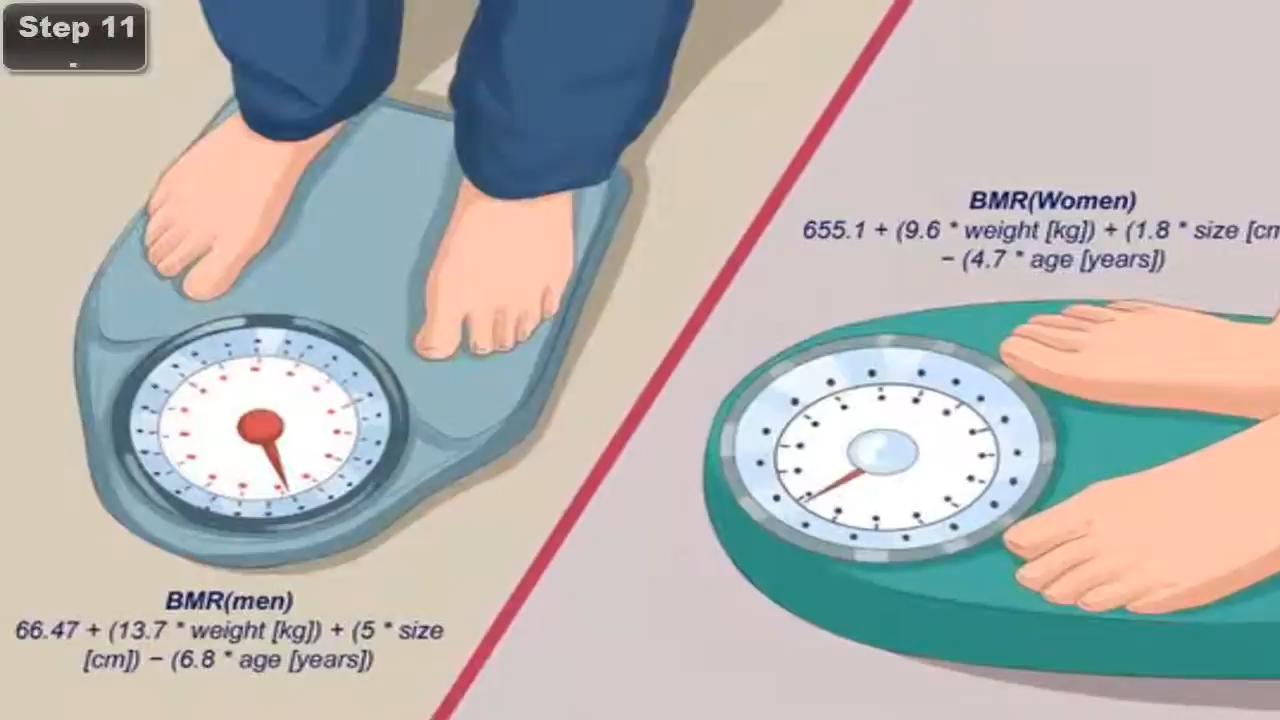 Step 11
BMR(Women)
655.1 + (9.6 * weight [kg]) + (1.8 * size [cm
− (4.7 * age [years])
BMR(men)
66.47 + (13.7 * weight [kg]) + (5 * size
[cm]) − (6.8 * age [years])